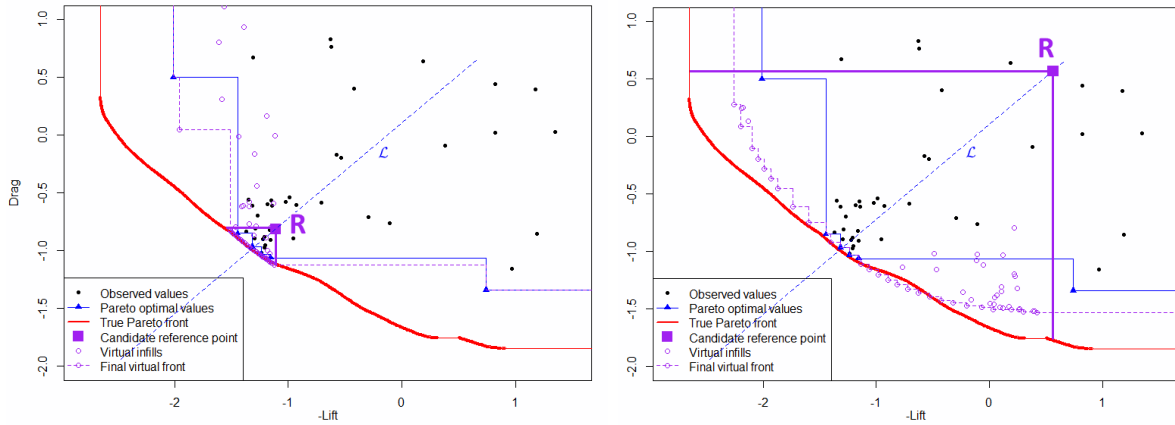 1.0
0.5
0.0
-0.5
-1.0
-1.5
-2.0
Drag
R
ℒ
Observed values
Pareto optimal values
True Pareto front
Candidate reference point
Virtual infills
Final virtual front
-2
-1
0
1
-Lift
1.0
0.5
0.0
-0.5
-1.0
-1.5
-2.0
R
ℒ
Observed values
Pareto optimal values
True Pareto front
Candidate reference point
Virtual infills
Final virtual front
-2
-1
0
1
-Lift